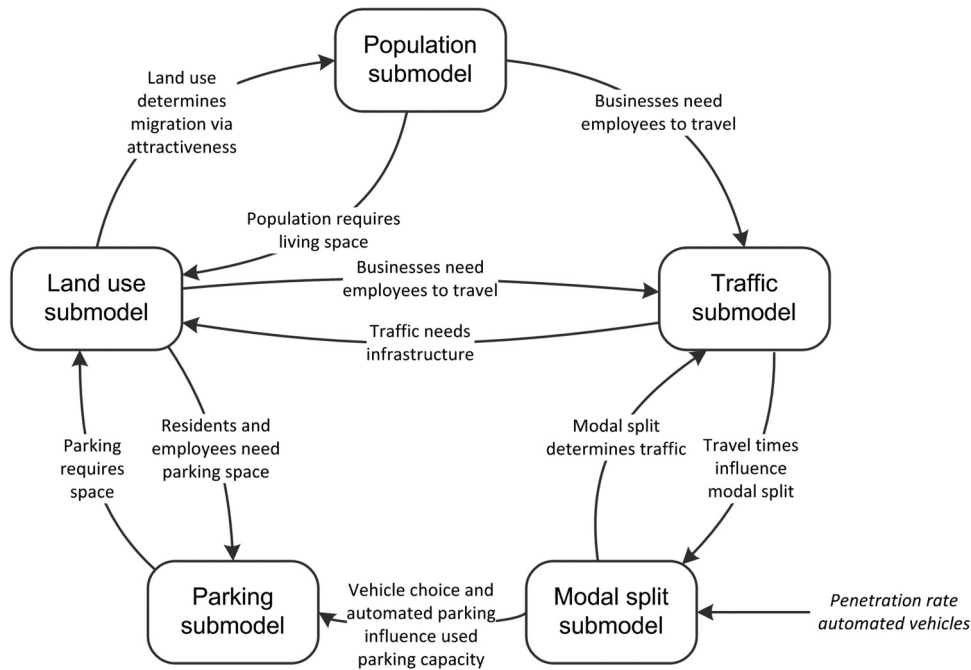 Population
submodel
Land use
determines
migration via
attractiveness
Businesses need
employees to travel
Population requires
living space
Land use
submodel
Businesses need
employees to travel
Traffic
submodel
Traffic needs
infrastructure
Parking
requires
space
Residents and
employees need
parking space
Modal split
determines traffic
Travel times
influence
modal split
Parking
submodel
Vehicle choice and
automated parking
influence used
parking capacity
Modal split
submodel
Penetration rate
automated vehicles